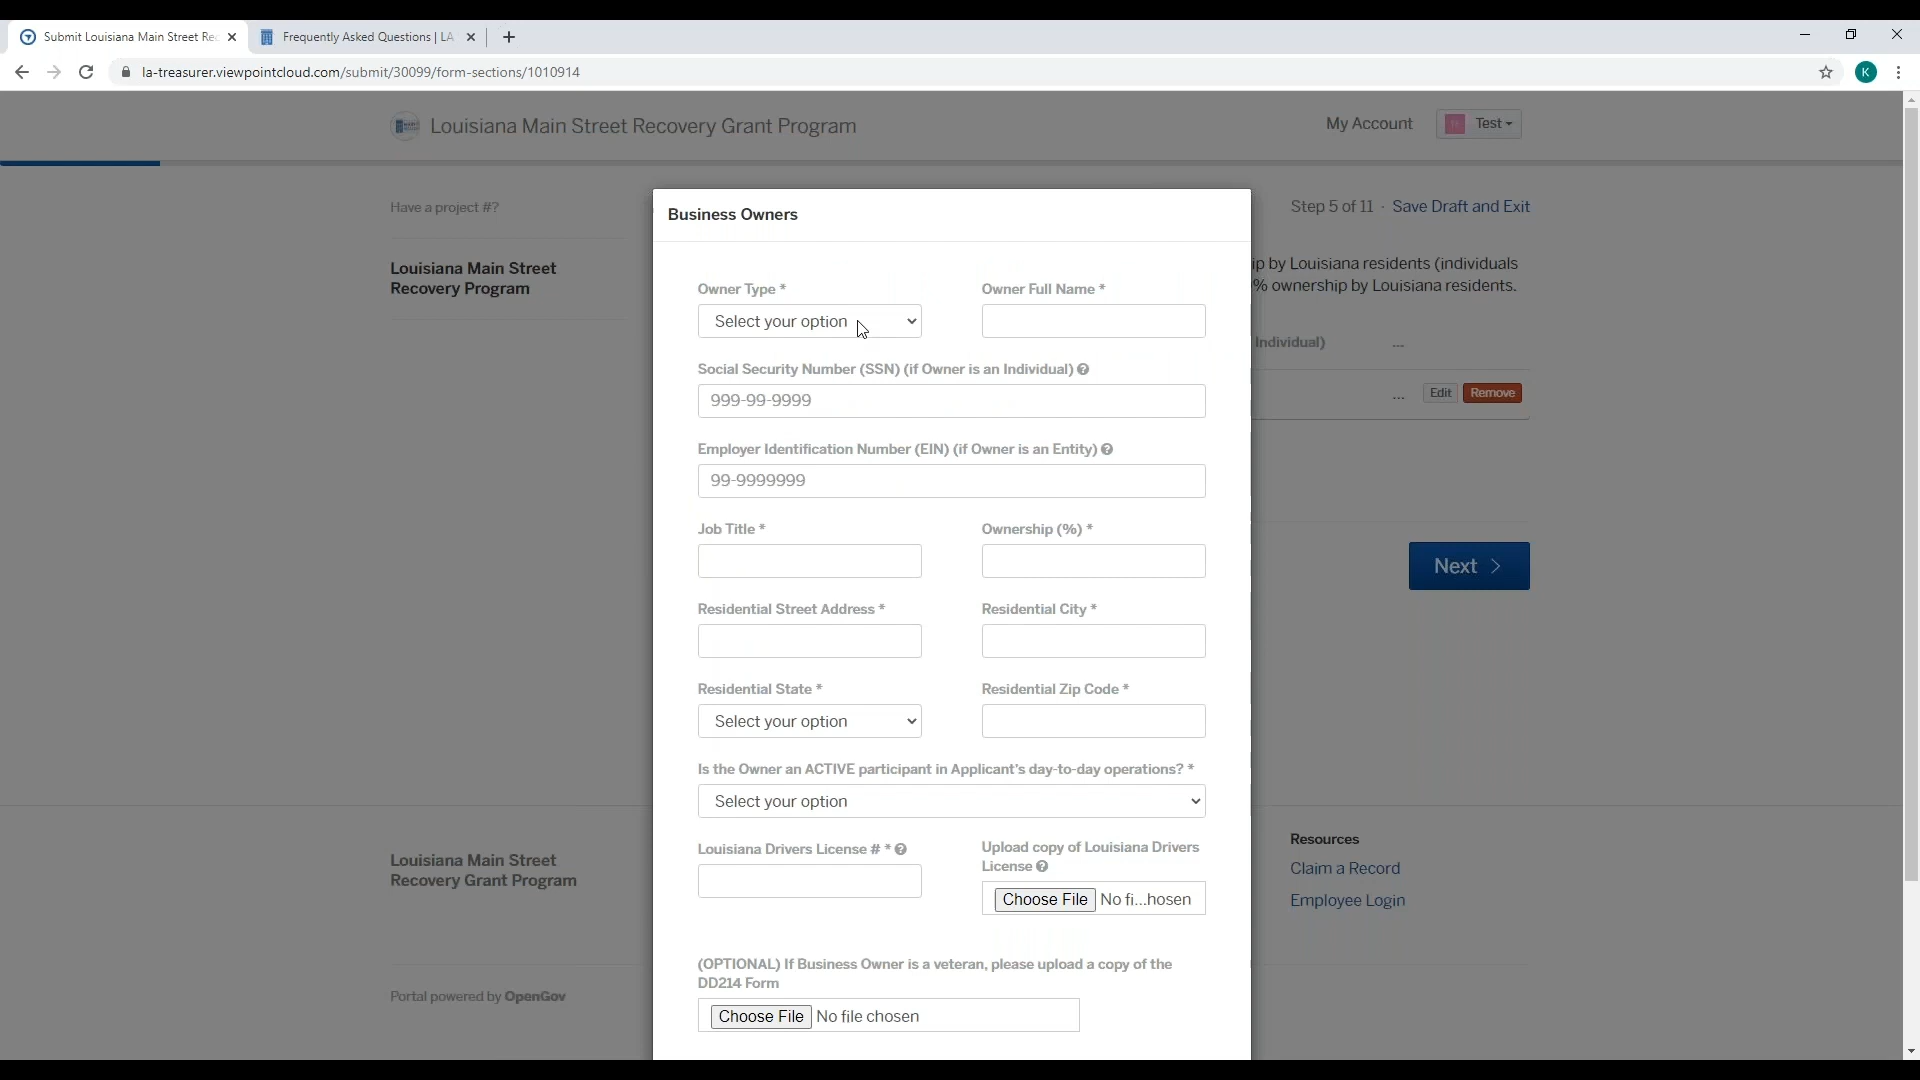 Submit Louisiana Main Street Rec
Frequently Asked Questions | LA
la-treasurer.viewpointcloud.com/submit/30099/form-sections/1010914
K
Louisiana Main Street Recovery Grant Program
My Account
Test
Have a project #?
Step 5 of 11 · Save Draft and Exit
Louisiana Main Street
Recovery Program
Business Owners
ip by Louisiana residents (individuals
% ownership by Louisiana residents.
Individual)
...
...
Edit
Remove
Owner Type *
Owner Full Name *
Select your option
Social Security Number (SSN) (if Owner is an Individual)
999-99-9999
Employer Identification Number (EIN) (if Owner is an Entity)
99-9999999
Job Title *
Ownership (%) *
Next
Residential Street Address *
Residential City *
Residential State *
Residential Zip Code *
Select your option
Is the Owner an ACTIVE participant in Applicant's day-to-day operations? *
Select your option
Louisiana Drivers License # *
Upload copy of Louisiana Drivers
License
Choose File No fi...hosen
(OPTIONAL) If Business Owner is a veteran, please upload a copy of the
DD214 Form
Choose File No file chosen
Louisiana Main Street
Recovery Grant Program
Portal powered by OpenGov
Resources
Claim a Record
Employee Login